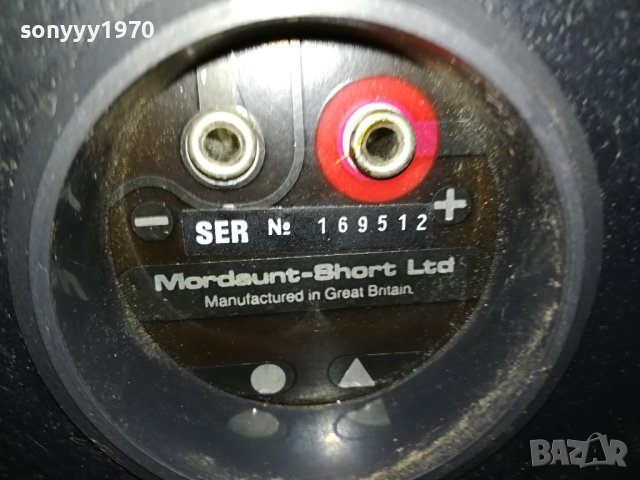 sonyyy1970
SER № 169512
Mordaunt-Short Ltd
Manufactured in Great Britain.
BAZAR